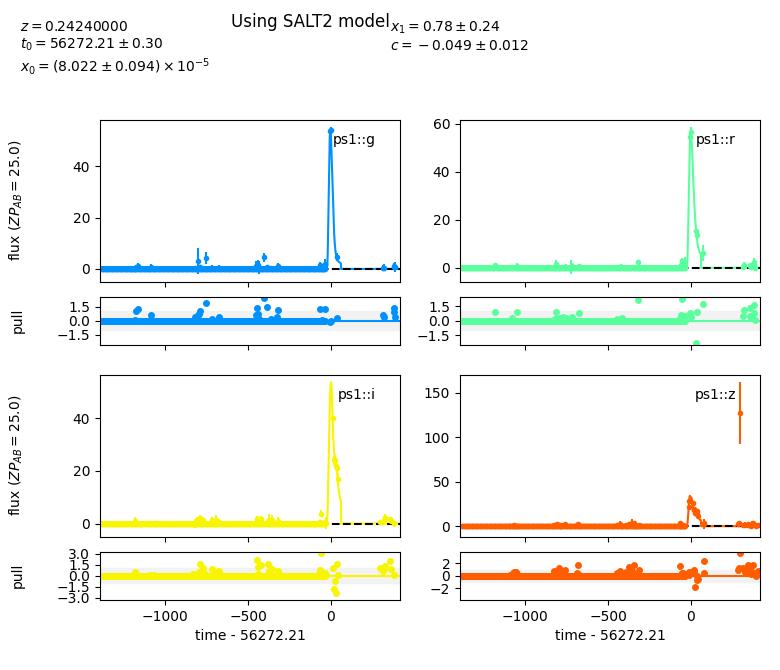 Using SALT2 model
z = 0.24240000
t₀ = 56272.21 ± 0.30
x₀ = (8.022 ± 0.094) × 10⁻⁵
x₁ = 0.78 ± 0.24
c = −0.049 ± 0.012
flux (ZP_AB = 25.0)
40
20
0
ps1::g
60
40
20
0
ps1::r
pull
1.5
0.0
−1.5
1.5
0.0
−1.5
flux (ZP_AB = 25.0)
40
20
0
ps1::i
150
100
50
0
ps1::z
pull
3.0
1.5
0.0
−1.5
−3.0
2
0
−2
−1000 −500 0
−1000 −500 0
time - 56272.21
time - 56272.21